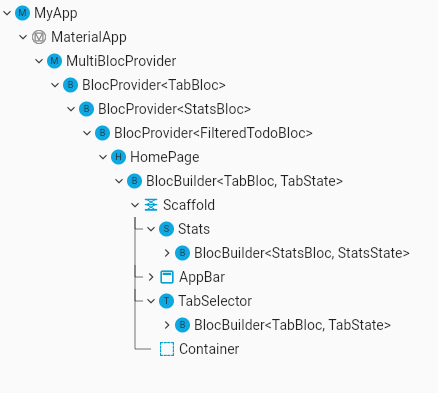 M MyApp
MaterialApp
M MultiBlocProvider
B BlocProvider<TabBloc>
B BlocProvider<StatsBloc>
B BlocProvider<FilteredTodoBloc>
H HomePage
B BlocBuilder<TabBloc, TabState>
Scaffold
S Stats
B BlocBuilder<StatsBloc, StatsState>
AppBar
T TabSelector
B BlocBuilder<TabBloc, TabState>
Container